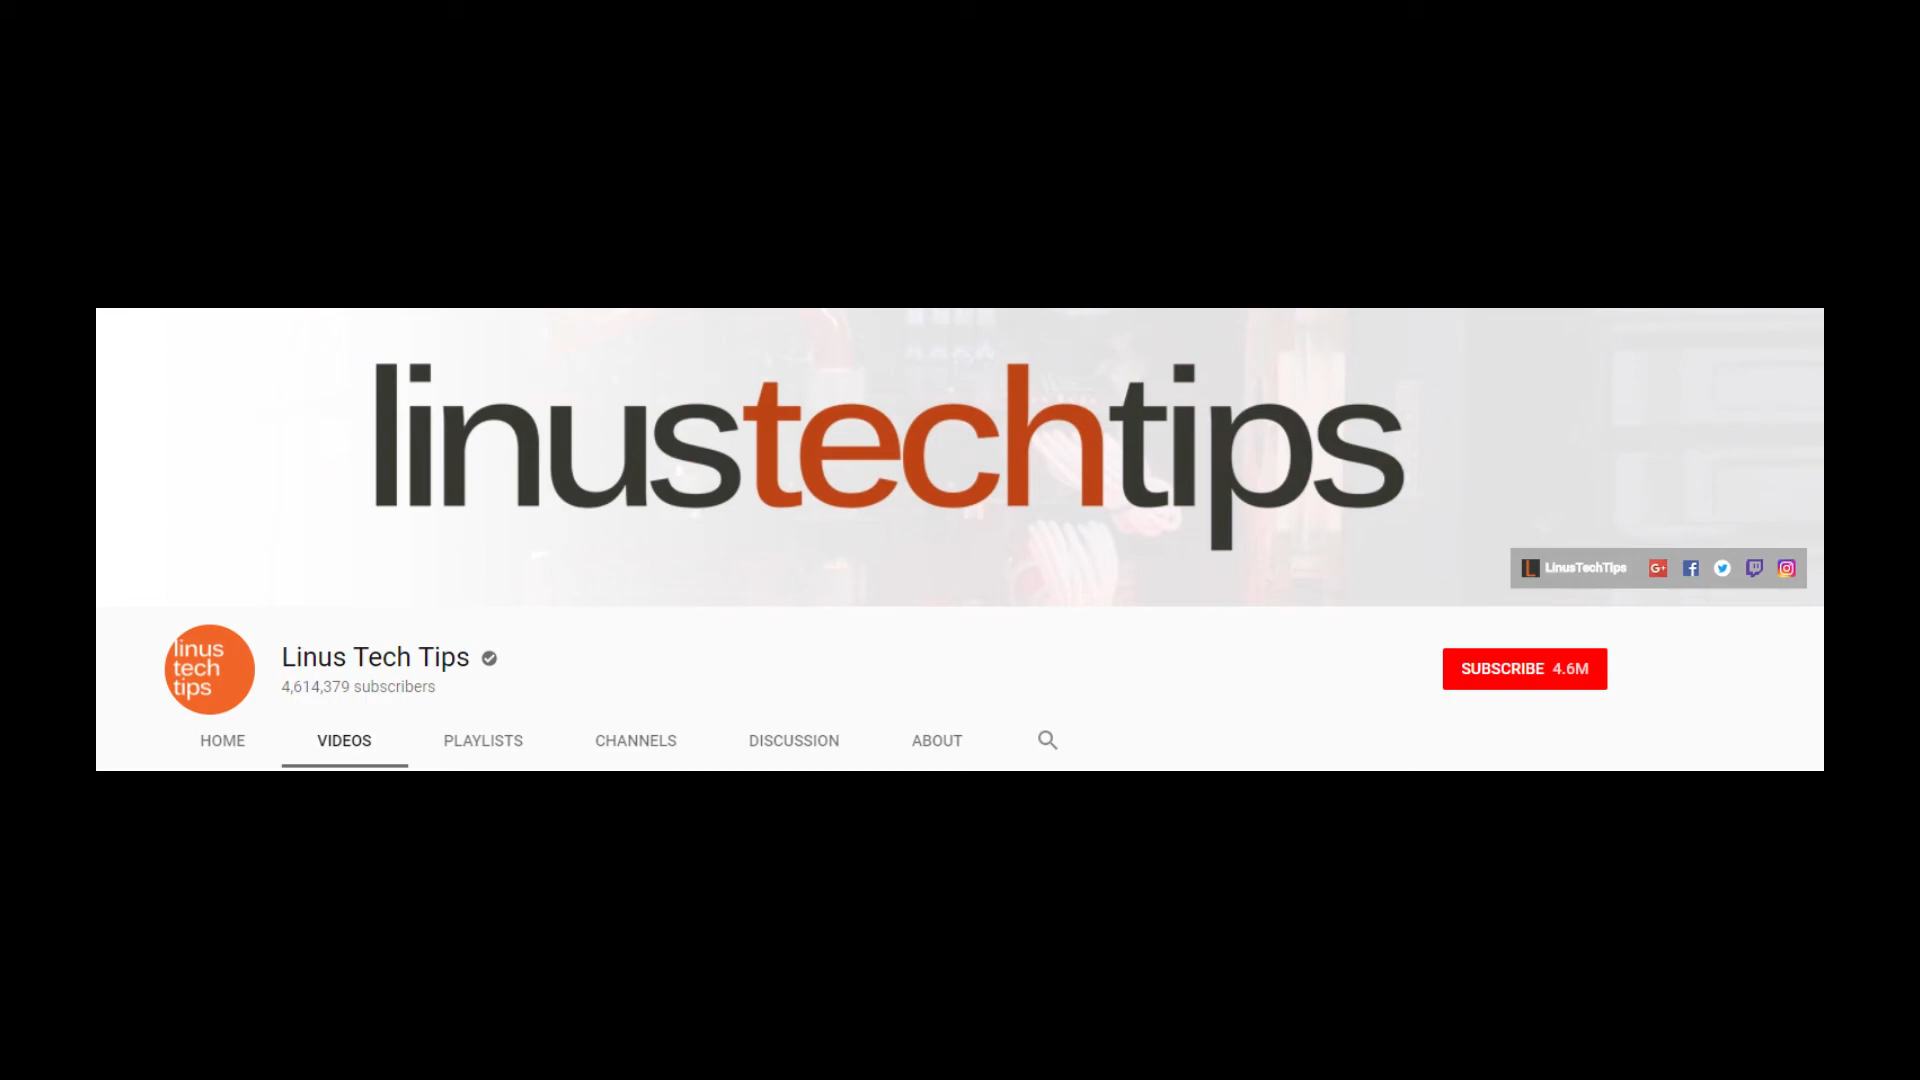 linustechtips
L LinusTechTips G+
linus
tech
tips
Linus Tech Tips
4,614,379 subscribers
SUBSCRIBE 4.6M
HOME VIDEOS PLAYLISTS CHANNELS DISCUSSION ABOUT